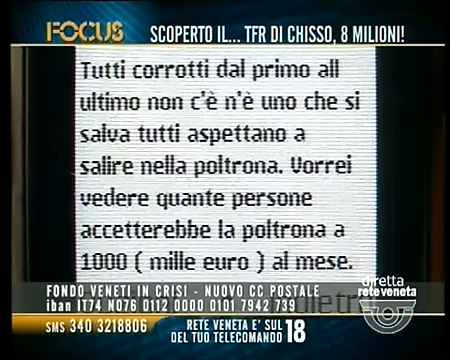 FOCUS
SCOPERTO IL... TFR DI CHISSO, 8 MILIONI!
Tutti corrotti dal primo all
ultimo non c'è n'è uno che si
salva tutti aspettano a
salire nella poltrona. Vorrei
vedere quante persone
accetterebbe la poltrona a
1000 ( mille euro ) al mese.
diretta
reteveneta
FONDO VENETI IN CRISI - NUOVO CC POSTALE
iban IT74 N076 0112 0000 0101 7942 739
SMS 340 3218806
RETE VENETA E' SUL
DEL TUO TELECOMANDO 18